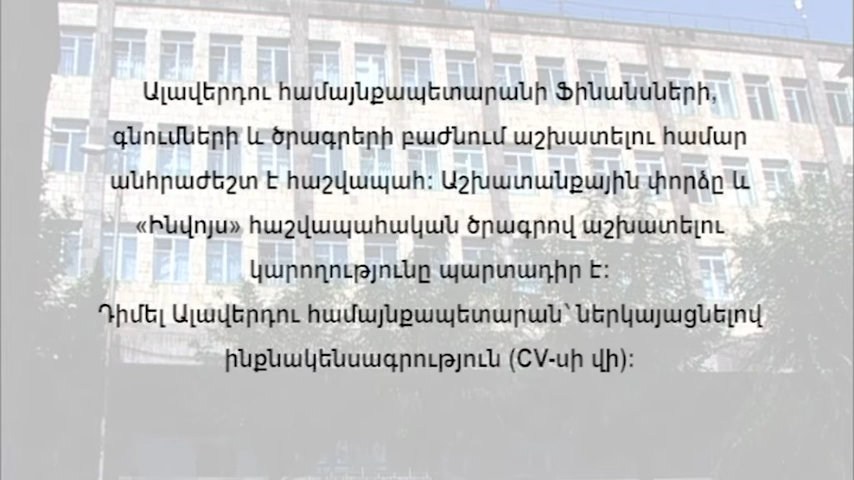 Ալավերդու համայնքապետարանի Ֆինանսների,
գնումների և ծրագրերի բաժնում աշխատելու համար
անհրաժեշտ է հաշվապահ: Աշխատանքային փորձը և
«Ինվոյս» հաշվապահական ծրագրով աշխատելու
կարողությունը պարտադիր է:
Դիմել Ալավերդու համայնքապետարան՝ ներկայացնելով
ինքնակենսագրություն (CV-սի վի):